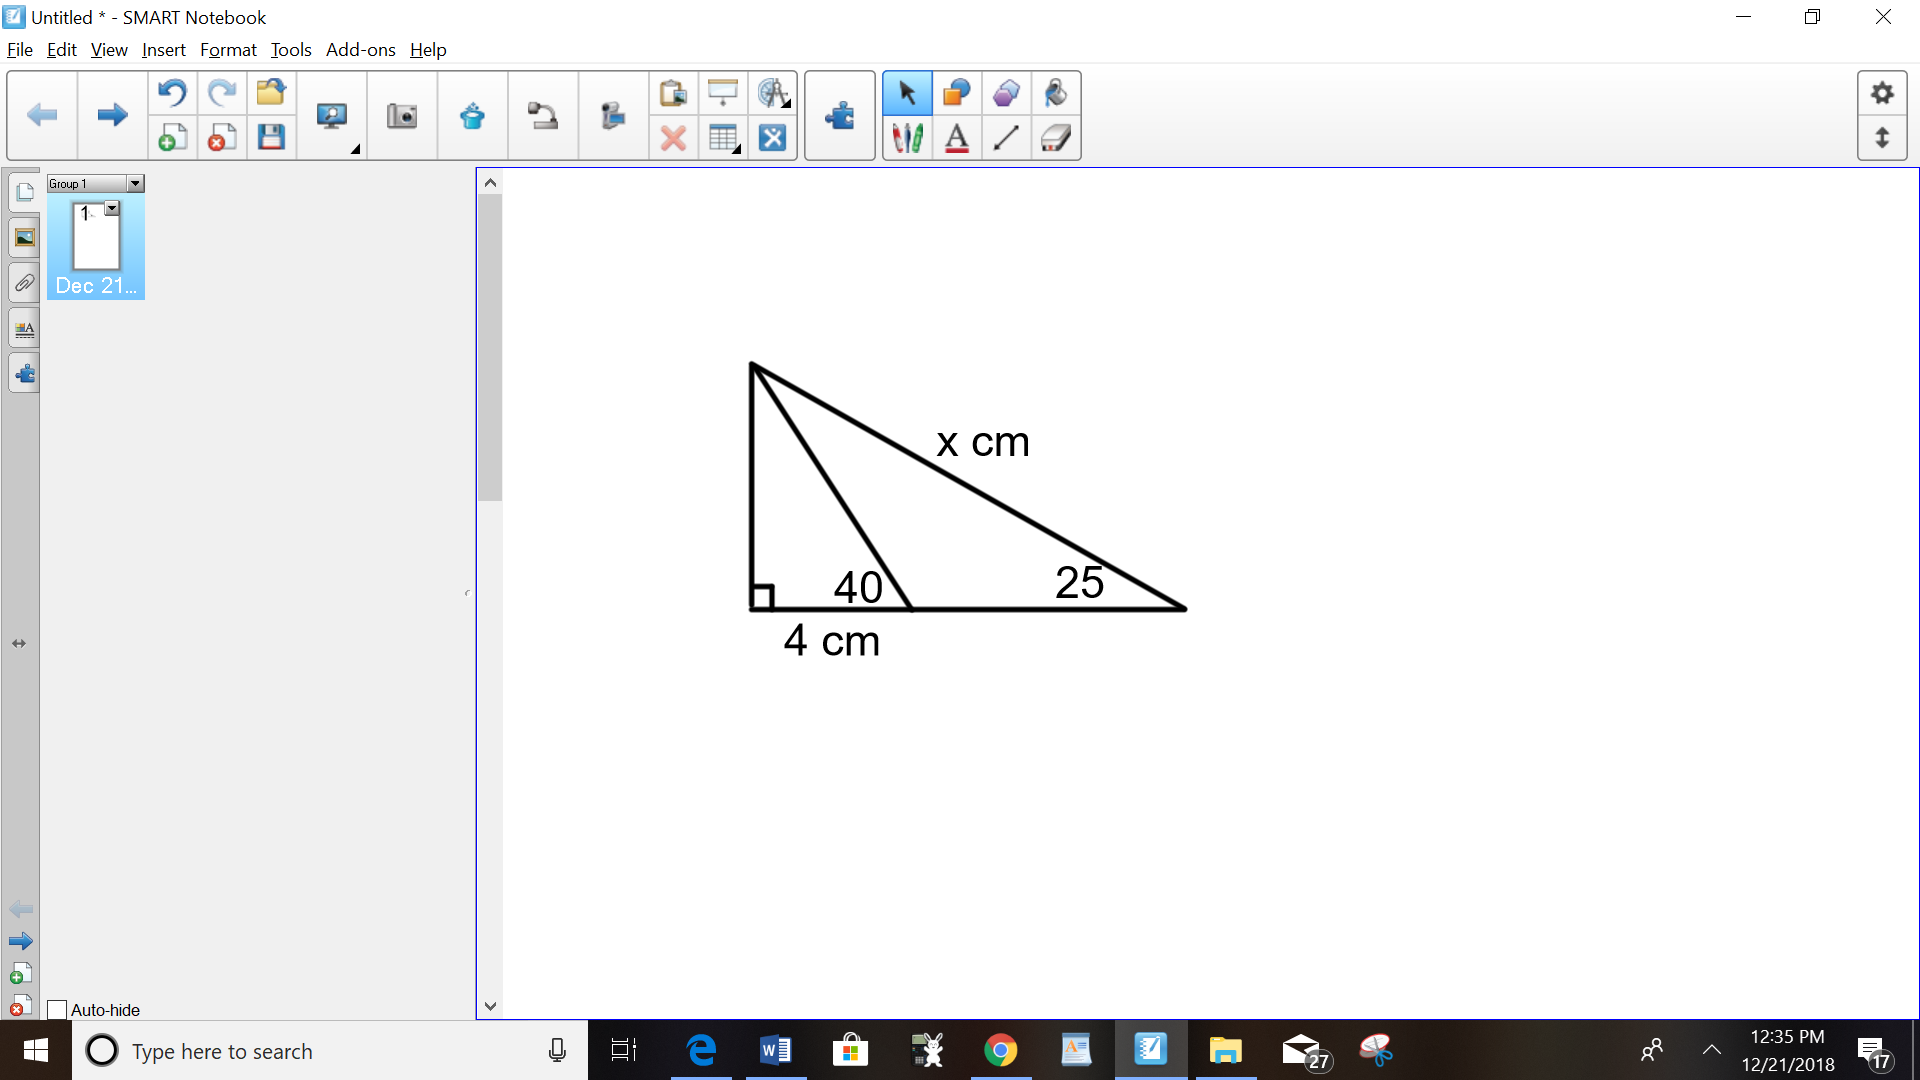 Untitled * - SMART Notebook
File Edit View Insert Format Tools Add-ons Help
Group 1
1
Dec 21...
x cm
40
25
4 cm
Auto-hide
Type here to search
27
12:35 PM
12/21/2018
17